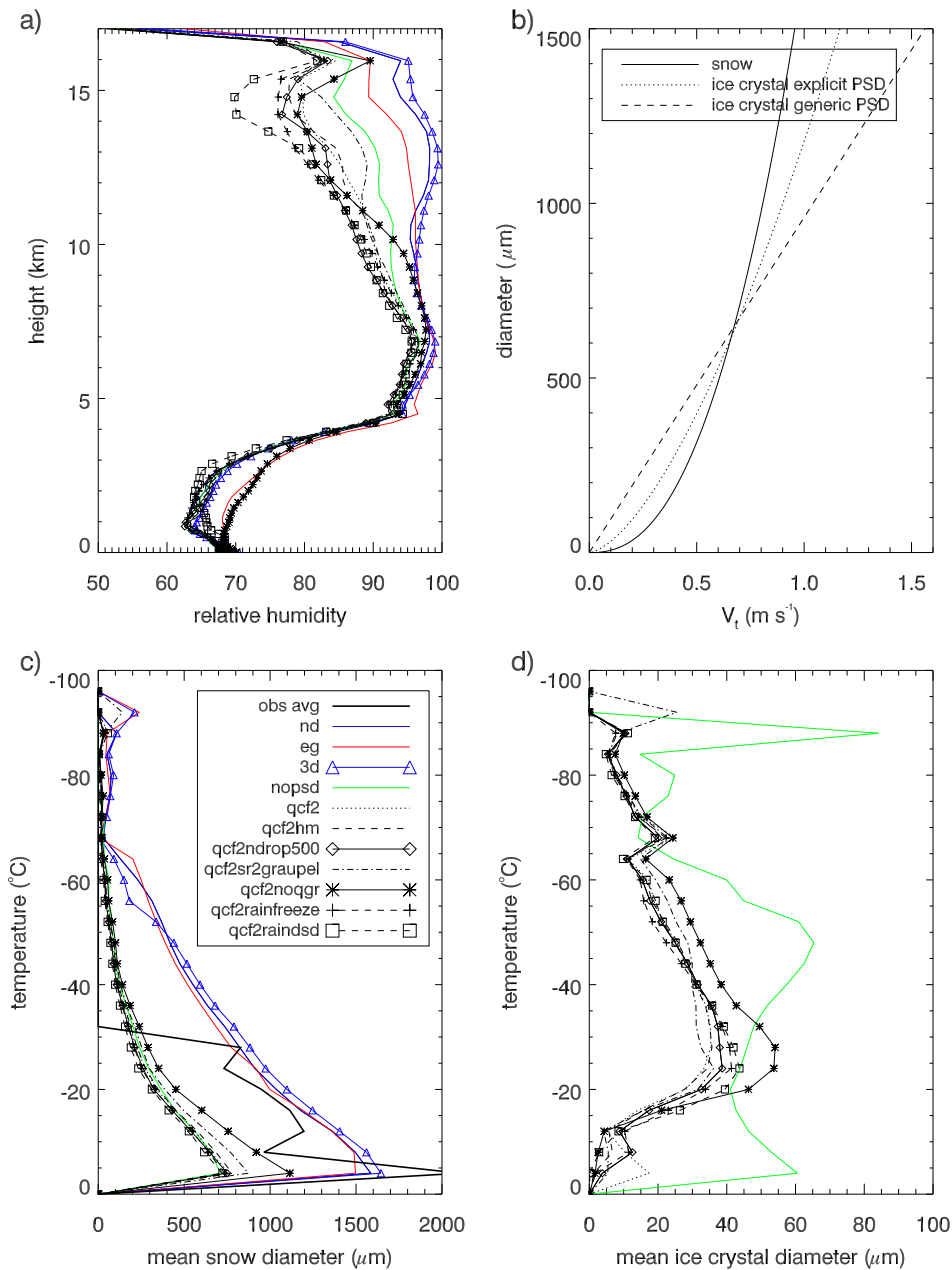 a)
15
10
5
0
height (km)
50 60 70 80 90 100
relative humidity
b)
snow
ice crystal explicit PSD
ice crystal generic PSD
1500
1000
500
0
diameter (μm)
0.0 0.5 1.0 1.5
Vt (m s-1)
c)
-100
-80
-60
-40
-20
0
temperature (°C)
obs avg
nd
eg
3d
nopsd
qcf2
qcf2hm
qcf2ndrop500
qcf2sr2graupel
qcf2noqgr
qcf2rainfreeze
qcf2raindsd
0 500 1000 1500 2000
mean snow diameter (μm)
d)
-100
-80
-60
-40
-20
0
temperature (°C)
0 20 40 60 80 100
mean ice crystal diameter (μm)